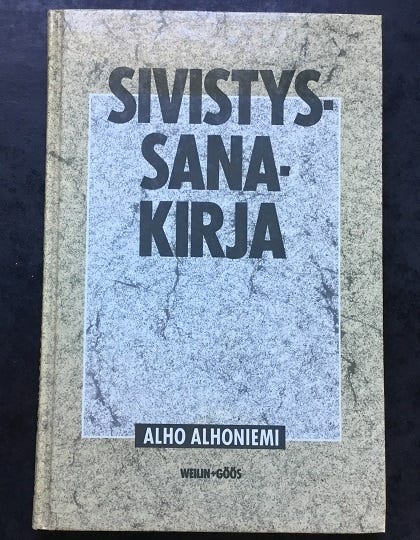 SIVISTYS-
SANA-
KIRJA
ALHO ALHONIEMI
WEILIN+GÖÖS